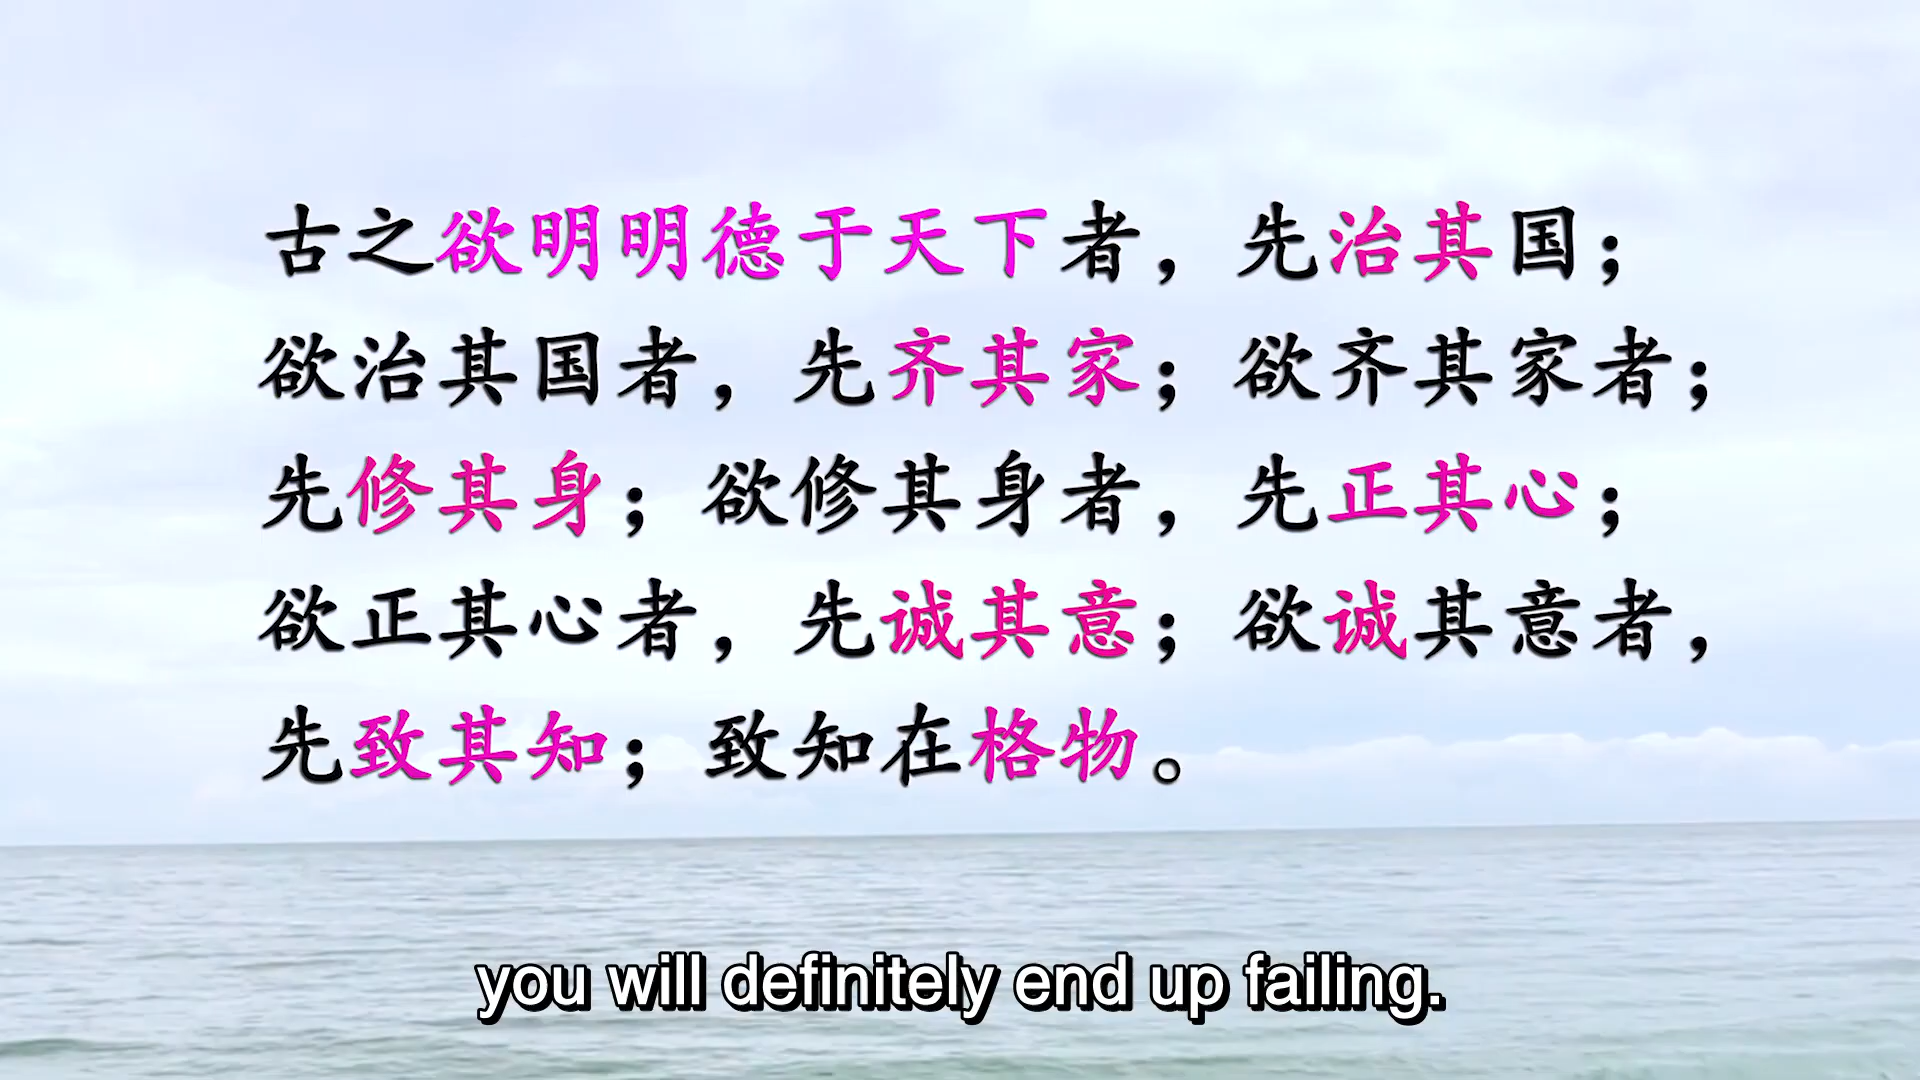 古之欲明明德于天下者，先治其国；
欲治其国者，先齐其家；欲齐其家者；
先修其身；欲修其身者，先正其心；
欲正其心者，先诚其意；欲诚其意者，
先致其知；致知在格物。
you will definitely end up failing.